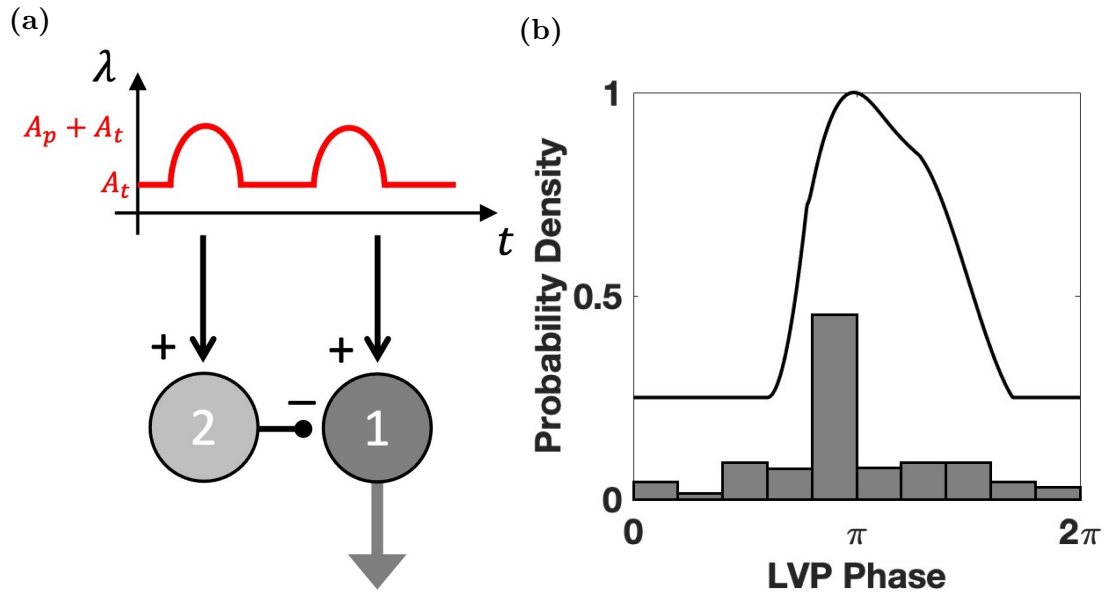 (a)
λ
A_p + A_t
A_t
t
+
+
−
2
1
(b)
Probability Density
1
0.5
0
0
π
2π
LVP Phase